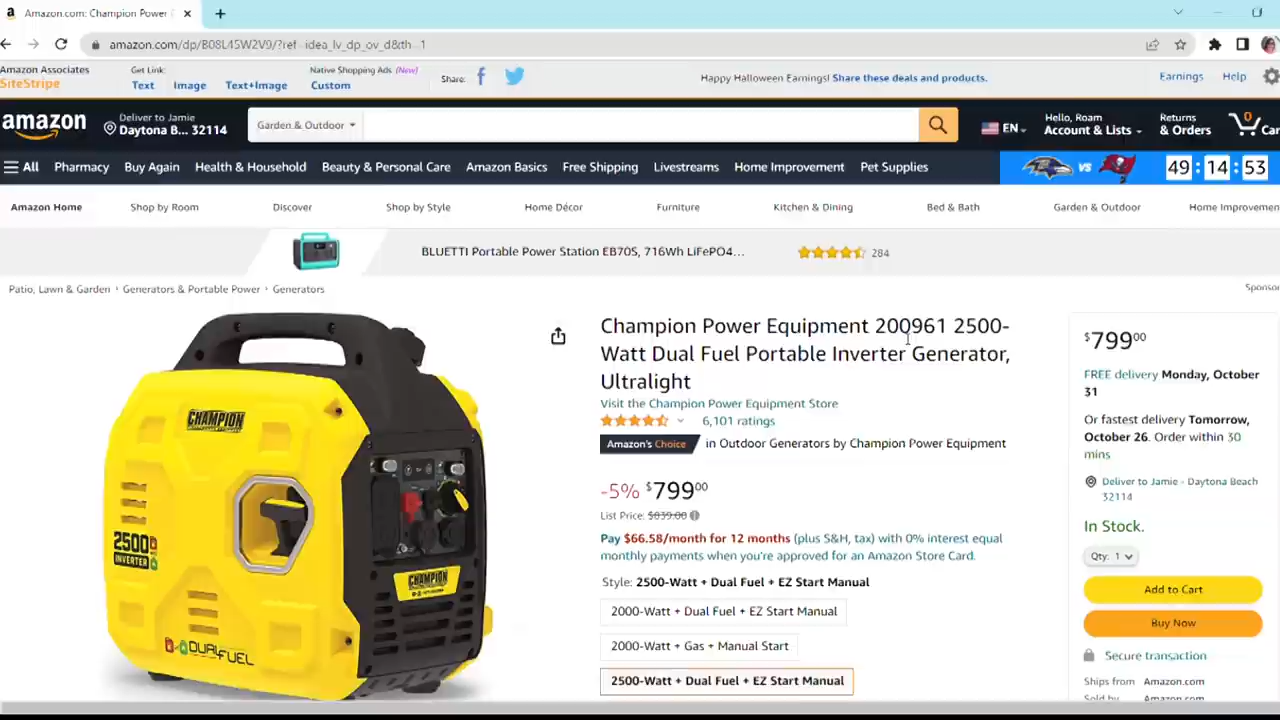 Amazon.com: Champion Power
amazon.com/dp/B08L45W2V9/?ref=idea_lv_dp_ov_d&th=1
Amazon Associates
SiteStripe
Get Link:
Text Image Text+Image
Native Shopping Ads (New)
Custom
Share:
Happy Halloween Earnings! Share these deals and products.
Earnings Help
amazon
Deliver to Jamie
Daytona B... 32114
Garden & Outdoor
EN
Hello, Roam
Account & Lists
Returns
& Orders
0
Car
All Pharmacy Buy Again Health & Household Beauty & Personal Care Amazon Basics Free Shipping Livestreams Home Improvement Pet Supplies
VS
49 : 14 : 53
Amazon Home Shop by Room Discover Shop by Style Home Décor Furniture Kitchen & Dining Bed & Bath Garden & Outdoor Home Improvemen
BLUETTI Portable Power Station EB70S, 716Wh LiFePO4... 284
Patio, Lawn & Garden › Generators & Portable Power › Generators
Sponsor
Champion Power Equipment 200961 2500-
Watt Dual Fuel Portable Inverter Generator,
Ultralight
Visit the Champion Power Equipment Store
6,101 ratings
Amazon's Choice in Outdoor Generators by Champion Power Equipment
-5% $799⁰⁰
List Price: $839.00
Pay $66.58/month for 12 months (plus S&H, tax) with 0% interest equal
monthly payments when you're approved for an Amazon Store Card.
Style: 2500-Watt + Dual Fuel + EZ Start Manual
2000-Watt + Dual Fuel + EZ Start Manual
2000-Watt + Gas + Manual Start
2500-Watt + Dual Fuel + EZ Start Manual
CHAMPION
2500
INVERTER
DUAL FUEL
CHAMPION
$799⁰⁰
FREE delivery Monday, October
31
Or fastest delivery Tomorrow,
October 26. Order within 30
mins
Deliver to Jamie - Daytona Beach
32114
In Stock.
Qty: 1
Add to Cart
Buy Now
Secure transaction
Ships from Amazon.com
Sold by Amazon.com